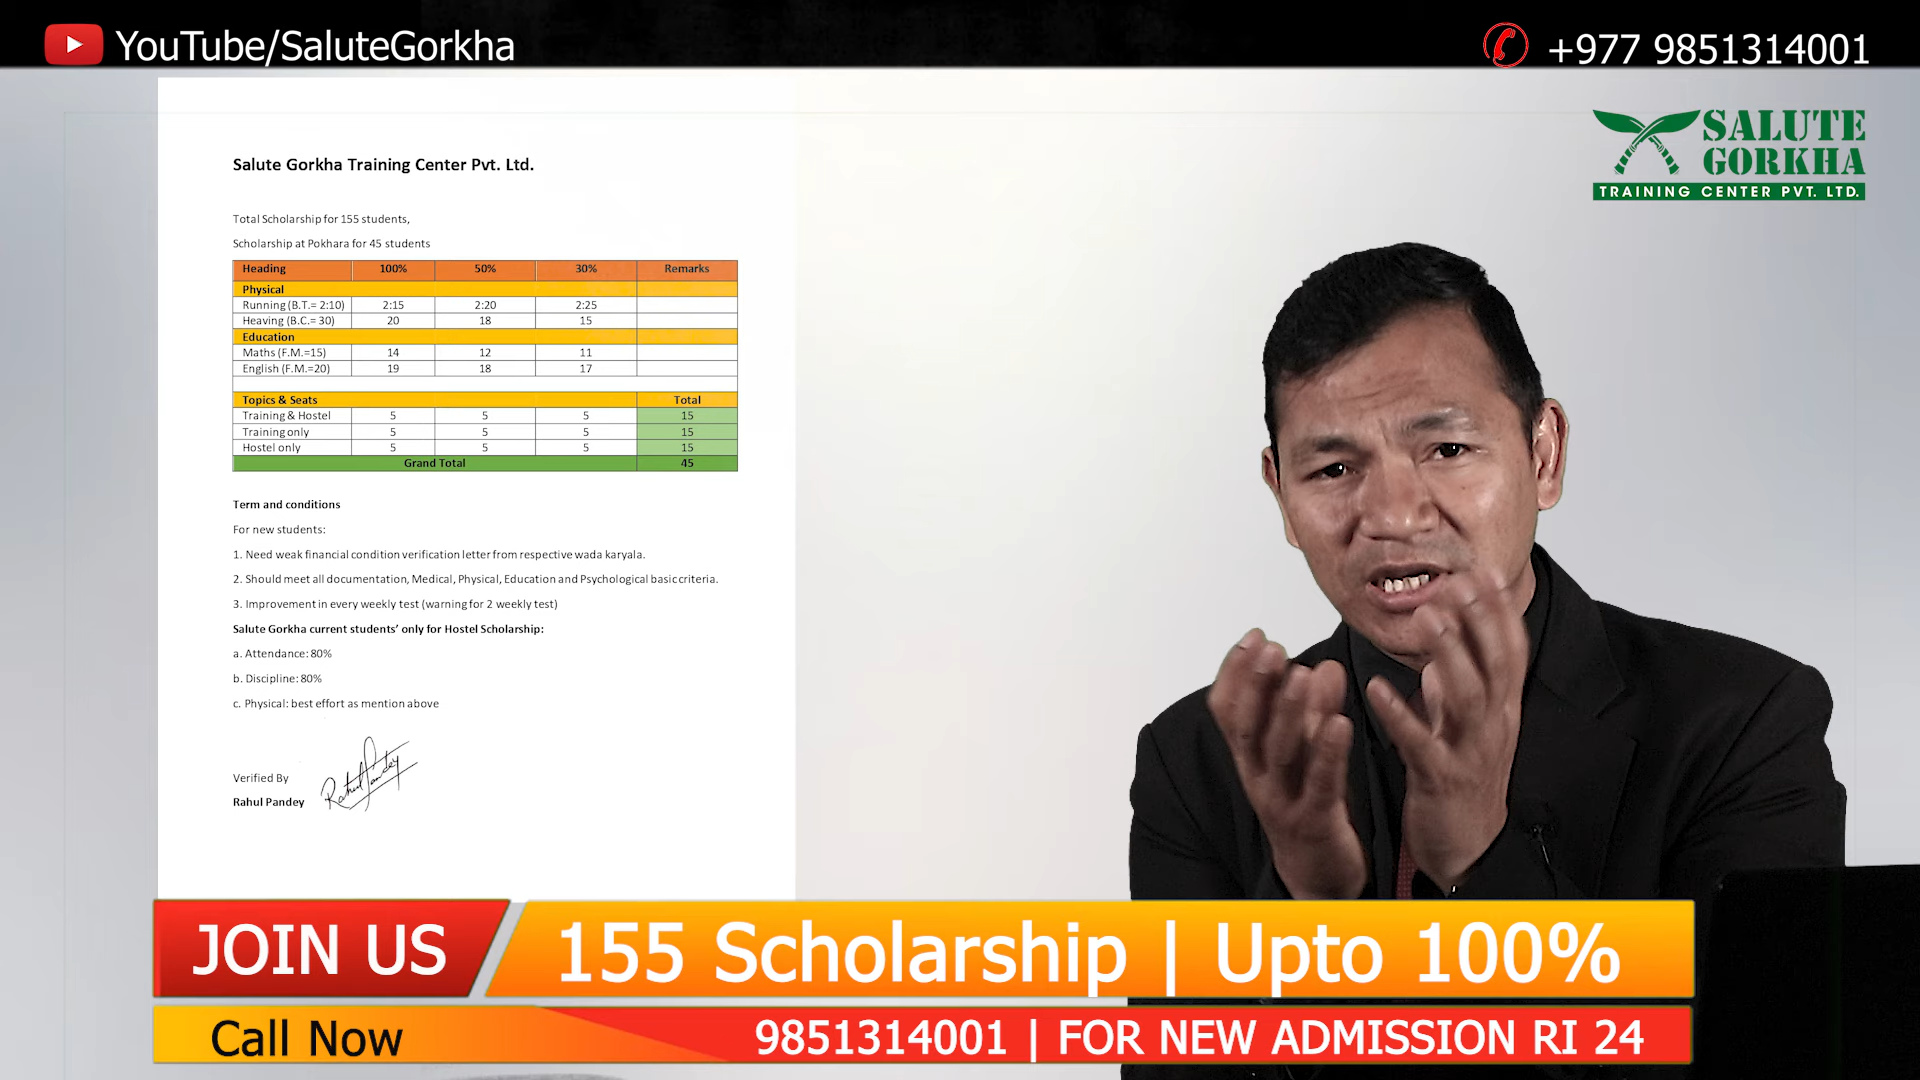 YouTube/SaluteGorkha
+977 9851314001
SALUTE
GORKHA
TRAINING CENTER PVT. LTD.
Salute Gorkha Training Center Pvt. Ltd.
Total Scholarship for 155 students,
Scholarship at Pokhara for 45 students
Heading 100% 50% 30% Remarks
Physical
Running (B.T.= 2:10) 2:15 2:20 2:25
Heaving (B.C.= 30) 20 18 15
Education
Maths (F.M.=15) 14 12 11
English (F.M.=20) 19 18 17
Topics & Seats Total
Training & Hostel 5 5 5 15
Training only 5 5 5 15
Hostel only 5 5 5 15
Grand Total 45
Term and conditions
For new students:
1. Need weak financial condition verification letter from respective wada karyala.
2. Should meet all documentation, Medical, Physical, Education and Psychological basic criteria.
3. Improvement in every weekly test (warning for 2 weekly test)
Salute Gorkha current students' only for Hostel Scholarship:
a. Attendance: 80%
b. Discipline: 80%
c. Physical: best effort as mention above
Verified By
Rahul Pandey
Rahul Pandey
JOIN US
155 Scholarship | Upto 100%
Call Now
9851314001 | FOR NEW ADMISSION RI 24